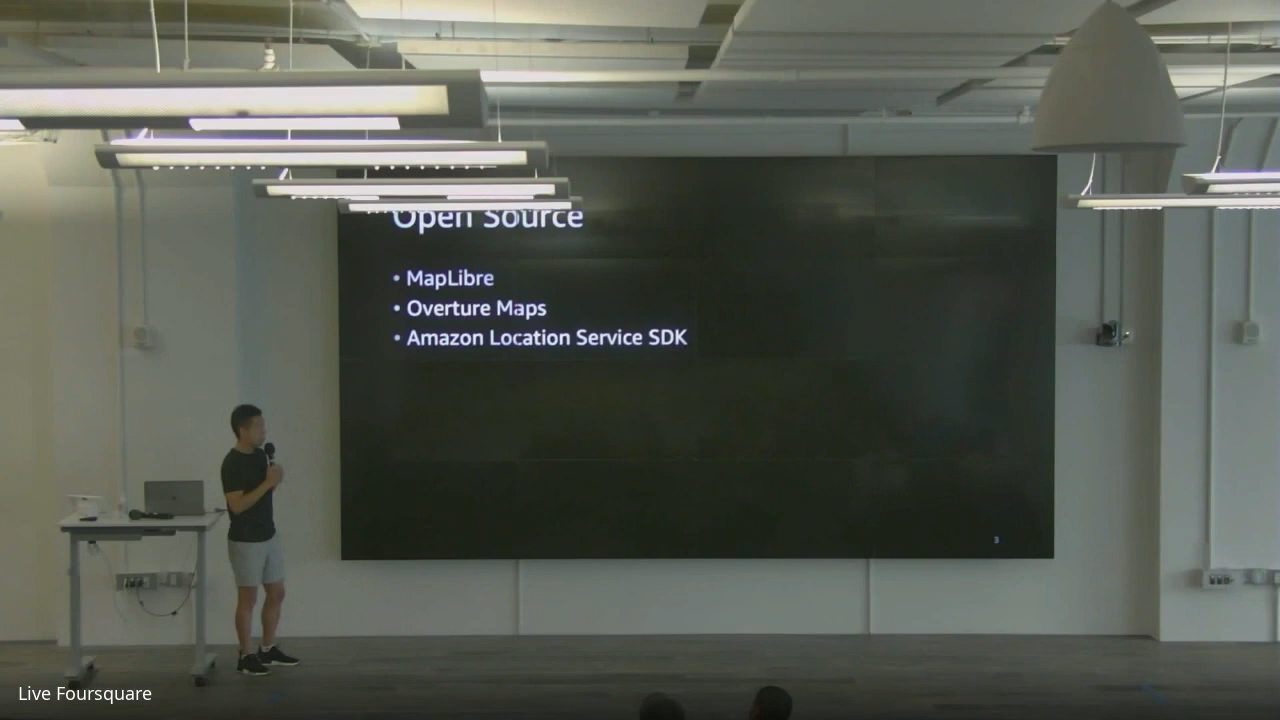 Open Source
• MapLibre
• Overture Maps
• Amazon Location Service SDK
3
Live Foursquare